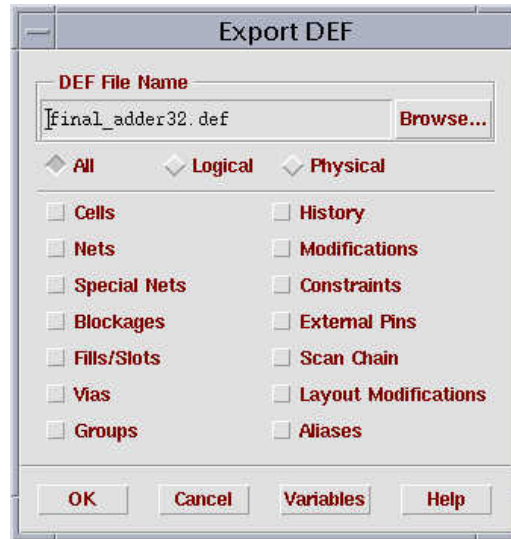 Export DEF
DEF File Name
final_adder32.def Browse...
All Logical Physical
Cells History
Nets Modifications
Special Nets Constraints
Blockages External Pins
Fills/Slots Scan Chain
Vias Layout Modifications
Groups Aliases
OK Cancel Variables Help